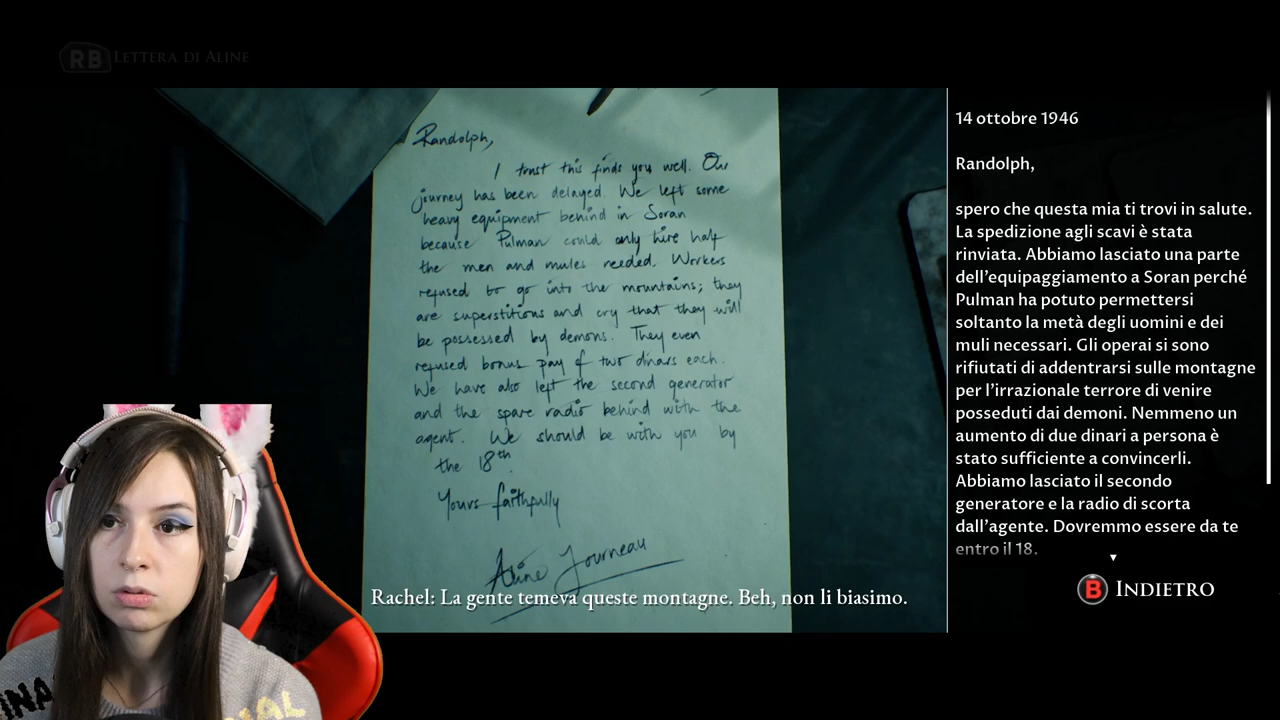 RB LETTERA DI ALINE
Randolph,
I trust this finds you well. Our
journey has been delayed. We left some
heavy equipment behind in Soran
because Pulman could only hire half
the men and mules needed. Workers
refused to go into the mountains; they
are superstitious and cry that they will
be possessed by demons. They even
refused bonus pay of two dinars each.
We have also left the second generator
and the spare radio behind with the
agent. We should be with you by
the 18th.
Yours faithfully
Aline Journeau
Rachel: La gente temeva queste montagne. Beh, non li biasimo.
14 ottobre 1946
Randolph,
spero che questa mia ti trovi in salute.
La spedizione agli scavi è stata
rinviata. Abbiamo lasciato una parte
dell'equipaggiamento a Soran perché
Pulman ha potuto permettersi
soltanto la metà degli uomini e dei
muli necessari. Gli operai si sono
rifiutati di addentrarsi sulle montagne
per l'irrazionale terrore di venire
posseduti dai demoni. Nemmeno un
aumento di due dinari a persona è
stato sufficiente a convincerli.
Abbiamo lasciato il secondo
generatore e la radio di scorta
dall'agente. Dovremmo essere da te
entro il 18.
B INDIETRO